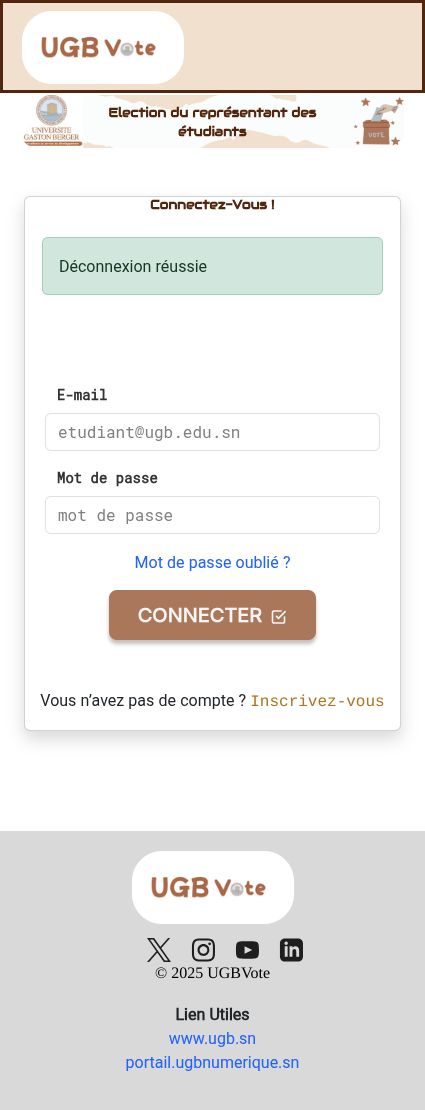 UGB Vote
UNIVERSITE
GASTON BERGER
Election du représentant des
étudiants
VOTE
Connectez-Vous !
Déconnexion réussie
E-mail
etudiant@ugb.edu.sn
Mot de passe
mot de passe
Mot de passe oublié ?
CONNECTER
Vous n’avez pas de compte ? Inscrivez-vous
UGB Vote
© 2025 UGBVote
Lien Utiles
www.ugb.sn
portail.ugbnumerique.sn